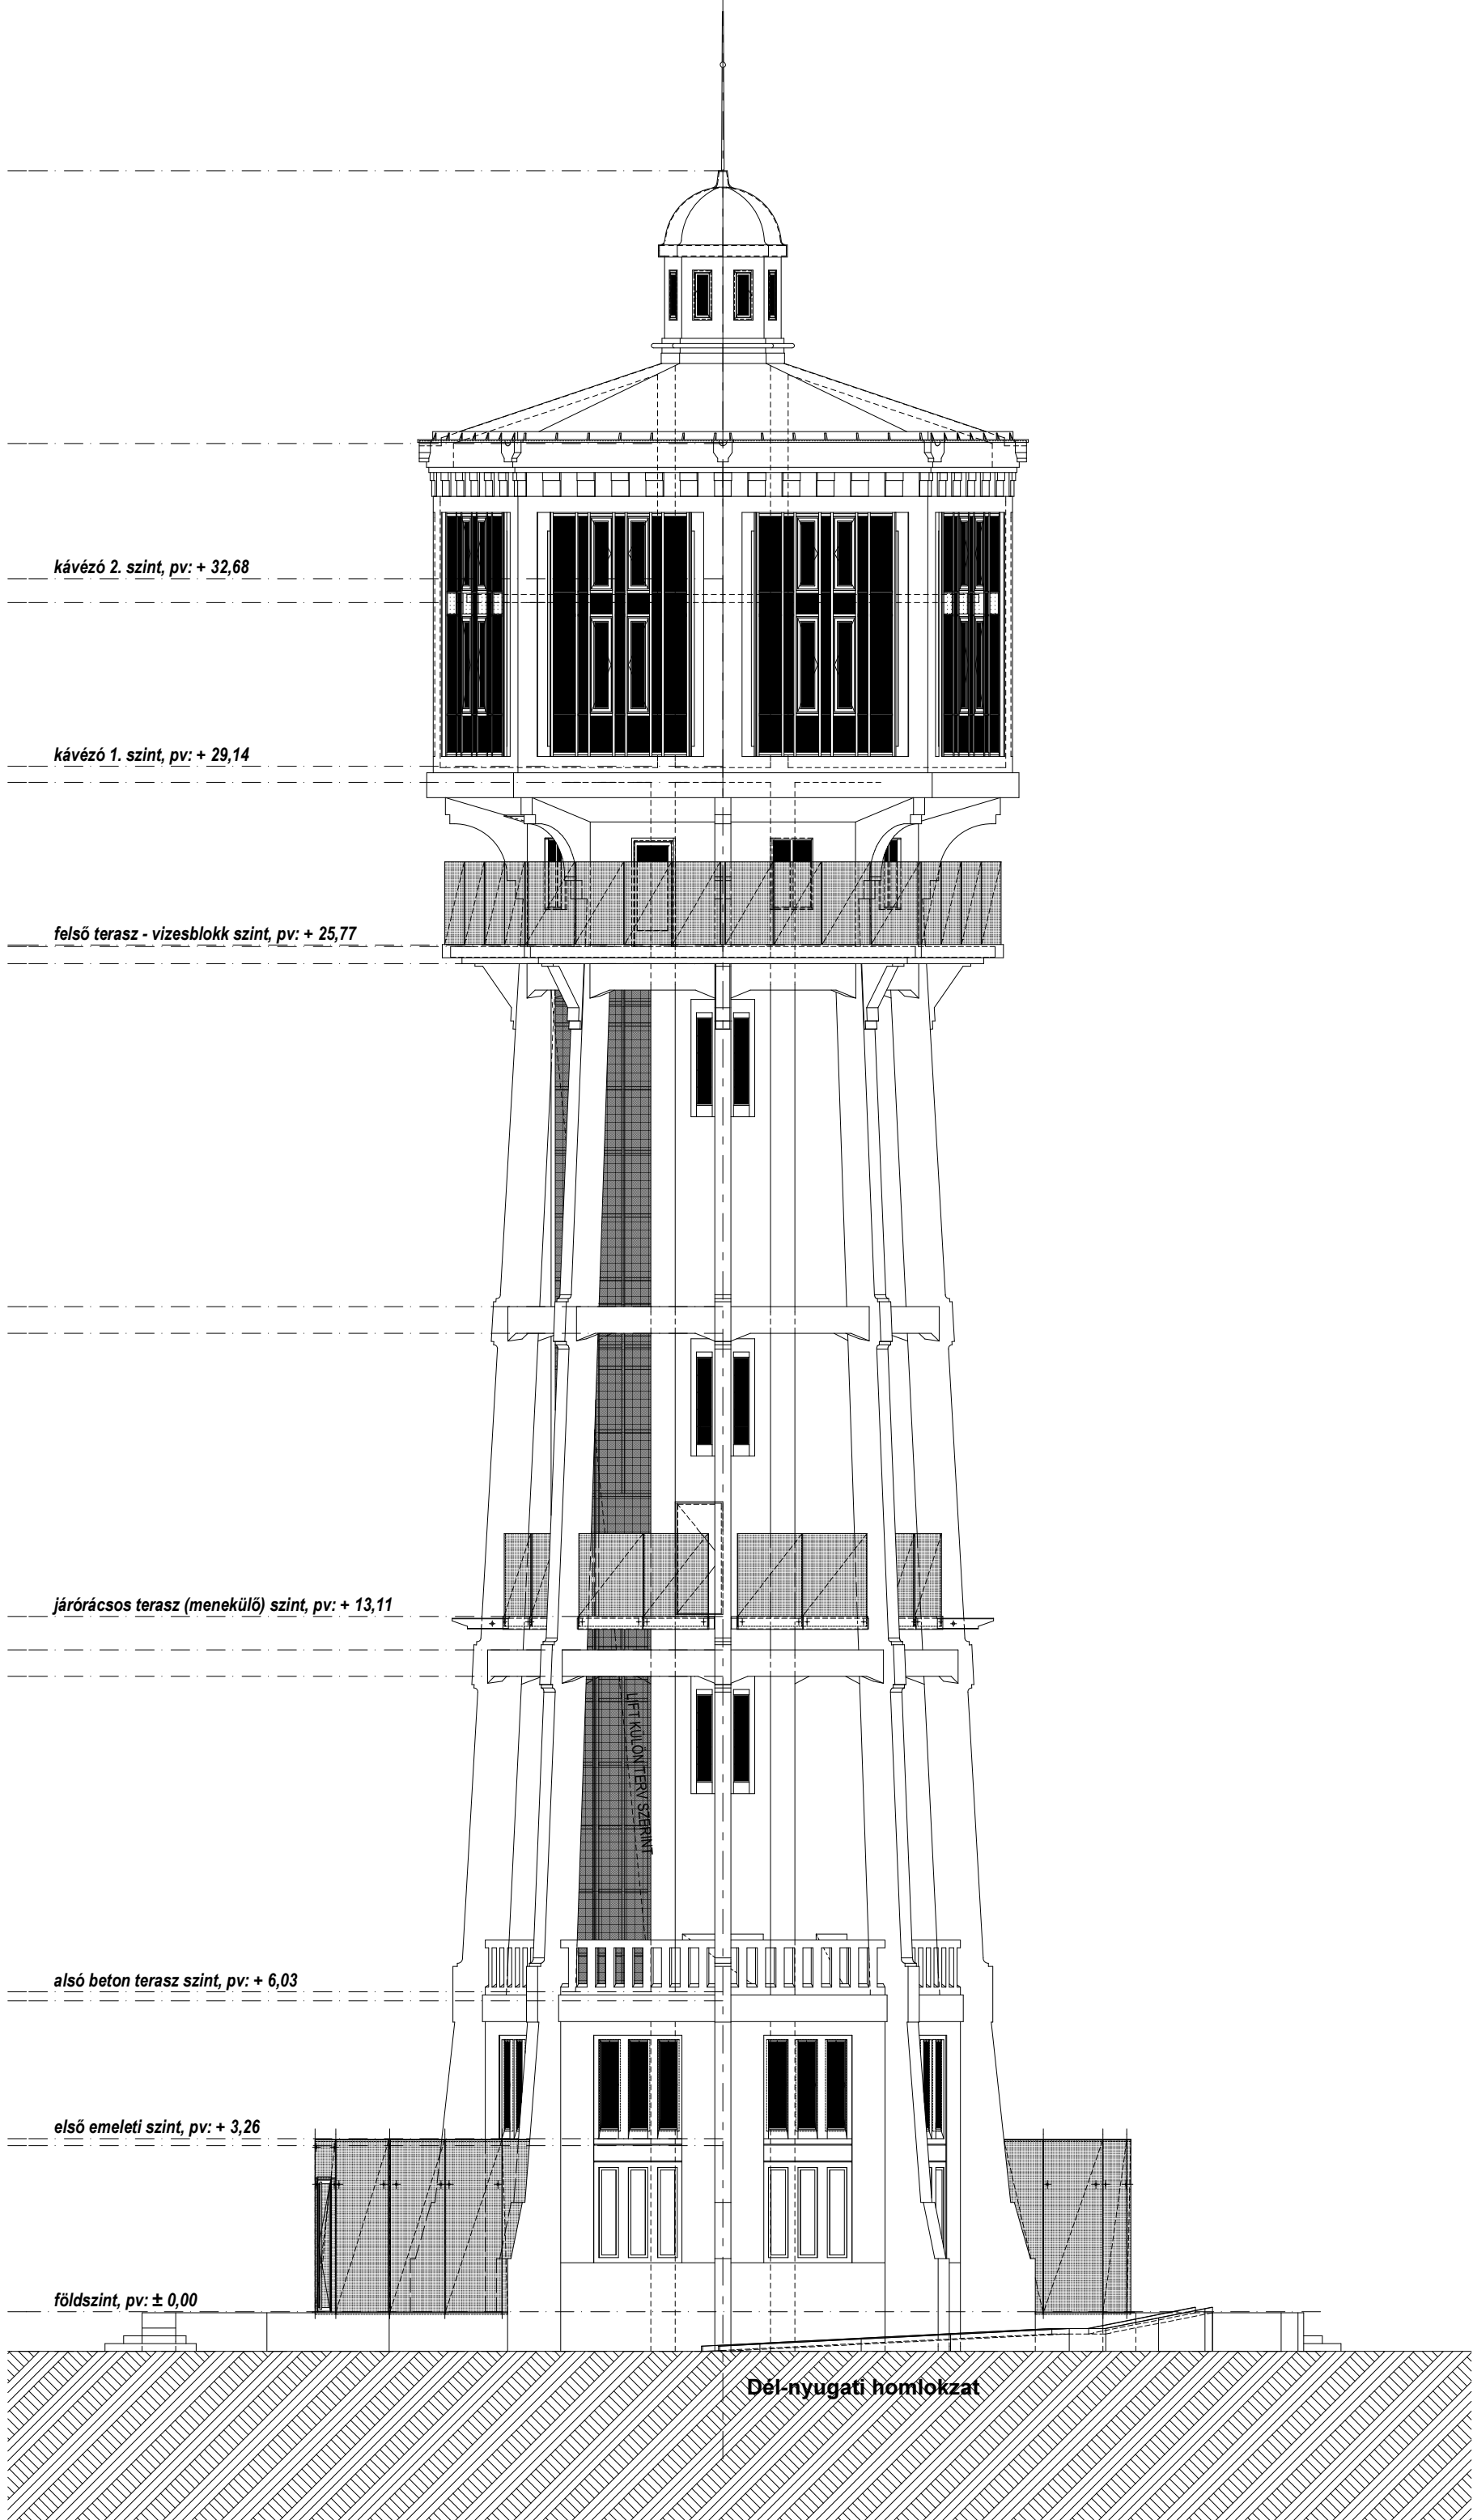 kávézó 2. szint, pv: + 32,68
kávézó 1. szint, pv: + 29,14
felső terasz - vizesblokk szint, pv: + 25,77
járórácsos terasz (menekülő) szint, pv: + 13,11
LIFT KÜLÖN TERV SZERINT
alsó beton terasz szint, pv: + 6,03
első emeleti szint, pv: + 3,26
földszint, pv: ± 0,00
Dél-nyugati homlokzat